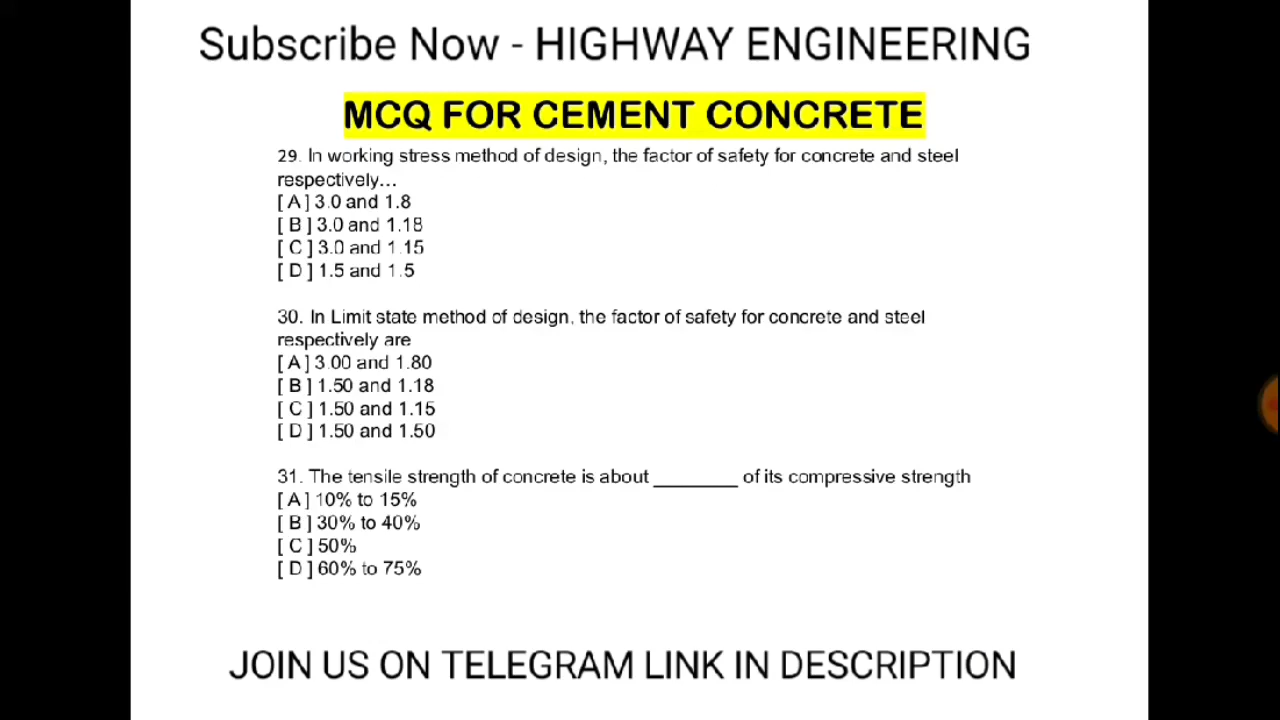 Subscribe Now - HIGHWAY ENGINEERING
MCQ FOR CEMENT CONCRETE
29. In working stress method of design, the factor of safety for concrete and steel
respectively...
[ A ] 3.0 and 1.8
[ B ] 3.0 and 1.18
[ C ] 3.0 and 1.15
[ D ] 1.5 and 1.5
30. In Limit state method of design, the factor of safety for concrete and steel
respectively are
[ A ] 3.00 and 1.80
[ B ] 1.50 and 1.18
[ C ] 1.50 and 1.15
[ D ] 1.50 and 1.50
31. The tensile strength of concrete is about ________ of its compressive strength
[ A ] 10% to 15%
[ B ] 30% to 40%
[ C ] 50%
[ D ] 60% to 75%
JOIN US ON TELEGRAM LINK IN DESCRIPTION